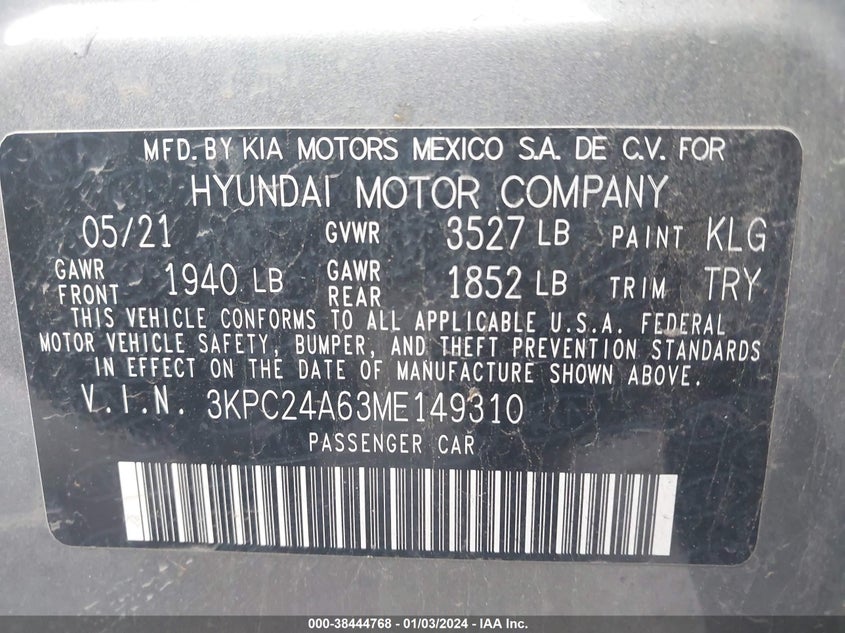 MFD. BY KIA MOTORS MEXICO S.A. DE C.V. FOR
HYUNDAI MOTOR COMPANY
05/21 GVWR 3527 LB PAINT KLG
GAWR FRONT 1940 LB GAWR REAR 1852 LB TRIM TRY
THIS VEHICLE CONFORMS TO ALL APPLICABLE U.S.A. FEDERAL
MOTOR VEHICLE SAFETY, BUMPER, AND THEFT PREVENTION STANDARDS
IN EFFECT ON THE DATE OF MANUFACTURE SHOWN ABOVE.
V.I.N. 3KPC24A63ME149310
PASSENGER CAR
000-38444768 - 01/03/2024 - IAA Inc.